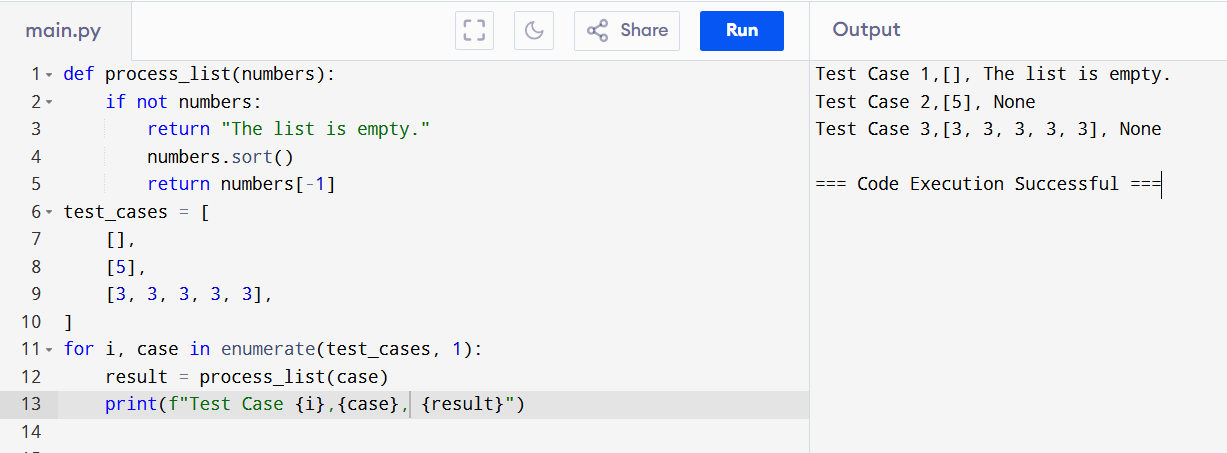 main.py
Share
Run
Output
1 def process_list(numbers):
2     if not numbers:
3         return "The list is empty."
4         numbers.sort()
5         return numbers[-1]
6 test_cases = [
7     [],
8     [5],
9     [3, 3, 3, 3, 3],
10 ]
11 for i, case in enumerate(test_cases, 1):
12     result = process_list(case)
13     print(f"Test Case {i},{case}, {result}")
14
Test Case 1,[], The list is empty.
Test Case 2,[5], None
Test Case 3,[3, 3, 3, 3, 3], None
=== Code Execution Successful ===